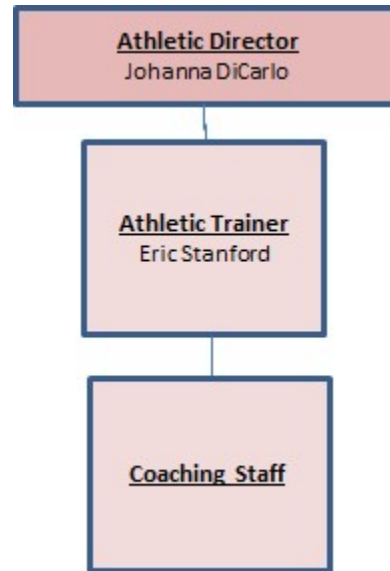 Athletic Director
Johanna DiCarlo
Athletic Trainer
Eric Stanford
Coaching Staff